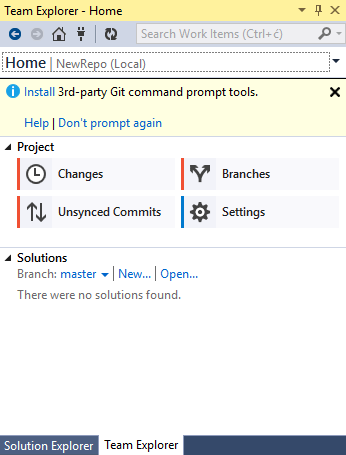 Team Explorer - Home
Search Work Items (Ctrl+ć)
Home | NewRepo (Local)
Install 3rd-party Git command prompt tools.
Help | Don't prompt again
Project
Changes
Branches
Unsynced Commits
Settings
Solutions
Branch: master | New... | Open...
There were no solutions found.
Solution Explorer Team Explorer